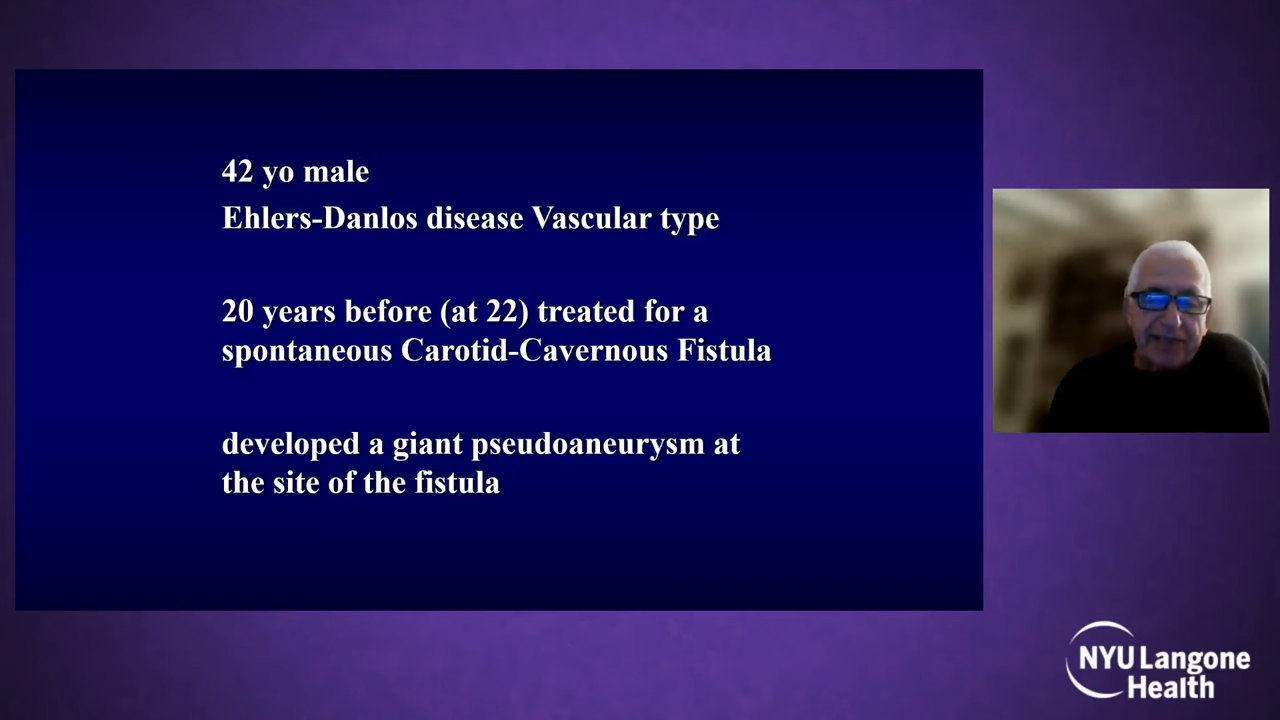 42 yo male
Ehlers-Danlos disease Vascular type
20 years before (at 22) treated for a
spontaneous Carotid-Cavernous Fistula
developed a giant pseudoaneurysm at
the site of the fistula
NYU Langone
Health